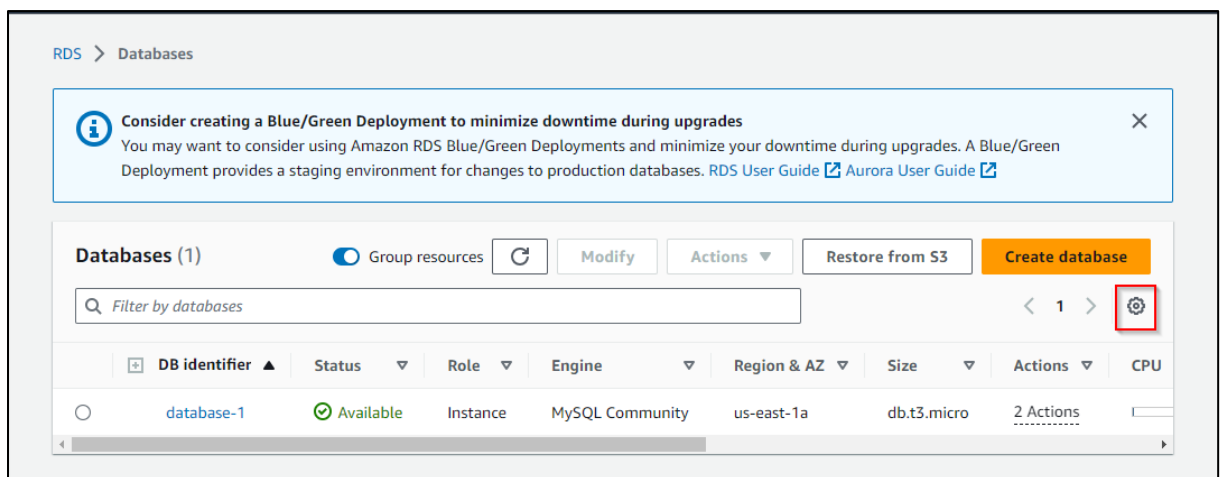 RDS > Databases
Consider creating a Blue/Green Deployment to minimize downtime during upgrades
You may want to consider using Amazon RDS Blue/Green Deployments and minimize your downtime during upgrades. A Blue/Green
Deployment provides a staging environment for changes to production databases. RDS User Guide Aurora User Guide
Databases (1) Group resources Modify Actions Restore from S3 Create database
Filter by databases < 1 >
DB identifier Status Role Engine Region & AZ Size Actions CPU
database-1 Available Instance MySQL Community us-east-1a db.t3.micro 2 Actions